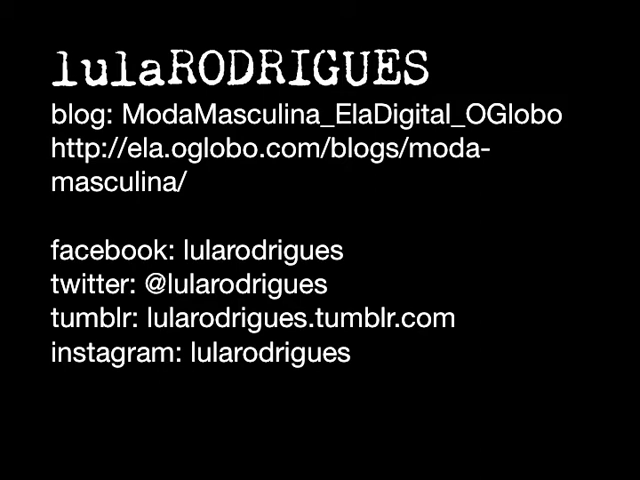 lulaRODRIGUES
blog: ModaMasculina_ElaDigital_OGlobo
http://ela.oglobo.com/blogs/moda-
masculina/
facebook: lularodrigues
twitter: @lularodrigues
tumblr: lularodrigues.tumblr.com
instagram: lularodrigues